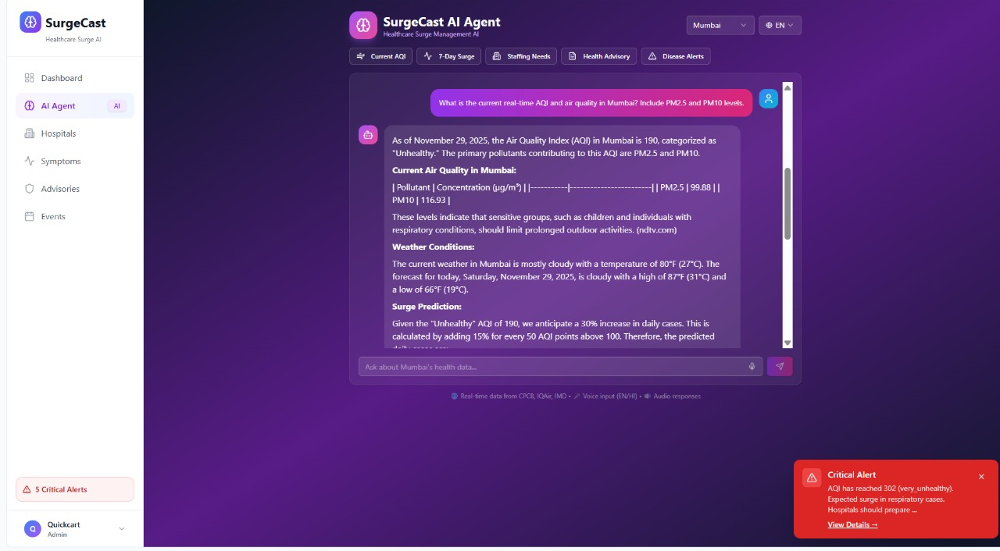 SurgeCast
Healthcare Surge AI
Dashboard
AI Agent AI
Hospitals
Symptoms
Advisories
Events
5 Critical Alerts
Q
Quickcart
Admin
SurgeCast AI Agent
Healthcare Surge Management AI
Mumbai
EN
Current AQI
7-Day Surge
Staffing Needs
Health Advisory
Disease Alerts
What is the current real-time AQI and air quality in Mumbai? Include PM2.5 and PM10 levels.
As of November 29, 2025, the Air Quality Index (AQI) in Mumbai is 190, categorized as
"Unhealthy." The primary pollutants contributing to this AQI are PM2.5 and PM10.
Current Air Quality in Mumbai:
| Pollutant | Concentration (µg/m³) | |-----------|------------------------| | PM2.5 | 99.88 | |
PM10 | 116.93 |
These levels indicate that sensitive groups, such as children and individuals with
respiratory conditions, should limit prolonged outdoor activities. (ndtv.com)
Weather Conditions:
The current weather in Mumbai is mostly cloudy with a temperature of 80°F (27°C). The
forecast for today, Saturday, November 29, 2025, is cloudy with a high of 87°F (31°C) and
a low of 66°F (19°C).
Surge Prediction:
Given the "Unhealthy" AQI of 190, we anticipate a 30% increase in daily cases. This is
calculated by adding 15% for every 50 AQI points above 100. Therefore, the predicted
Ask about Mumbai's health data...
Real-time data from CPCB, IQAir, IMD • Voice input (EN/HI) • Audio responses
Critical Alert
AQI has reached 302 (very_unhealthy).
Expected surge in respiratory cases.
Hospitals should prepare ...
View Details →